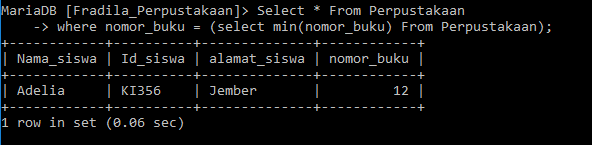 MariaDB [Fradila_Perpustakaan]> Select * From Perpustakaan
    -> where nomor_buku = (select min(nomor_buku) From Perpustakaan);
+------------+----------+--------------+------------+
| Nama_siswa | Id_siswa | alamat_siswa | nomor_buku |
+------------+----------+--------------+------------+
| Adelia     | KI356    | Jember       |         12 |
+------------+----------+--------------+------------+
1 row in set (0.06 sec)